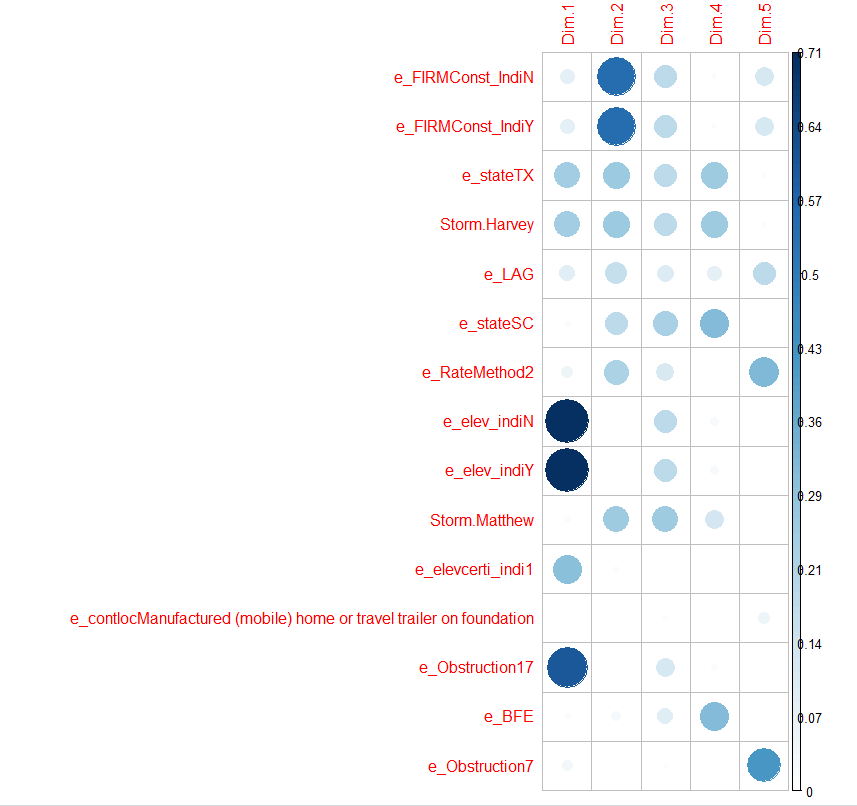 Dim.1 Dim.2 Dim.3 Dim.4 Dim.5
e_FIRMConst_IndiN
e_FIRMConst_IndiY
e_stateTX
Storm.Harvey
e_LAG
e_stateSC
e_RateMethod2
e_elev_indiN
e_elev_indiY
Storm.Matthew
e_elevcerti_indi1
e_contlocManufactured (mobile) home or travel trailer on foundation
e_Obstruction17
e_BFE
e_Obstruction7
0.71
0.64
0.57
0.5
0.43
0.36
0.29
0.21
0.14
0.07
0